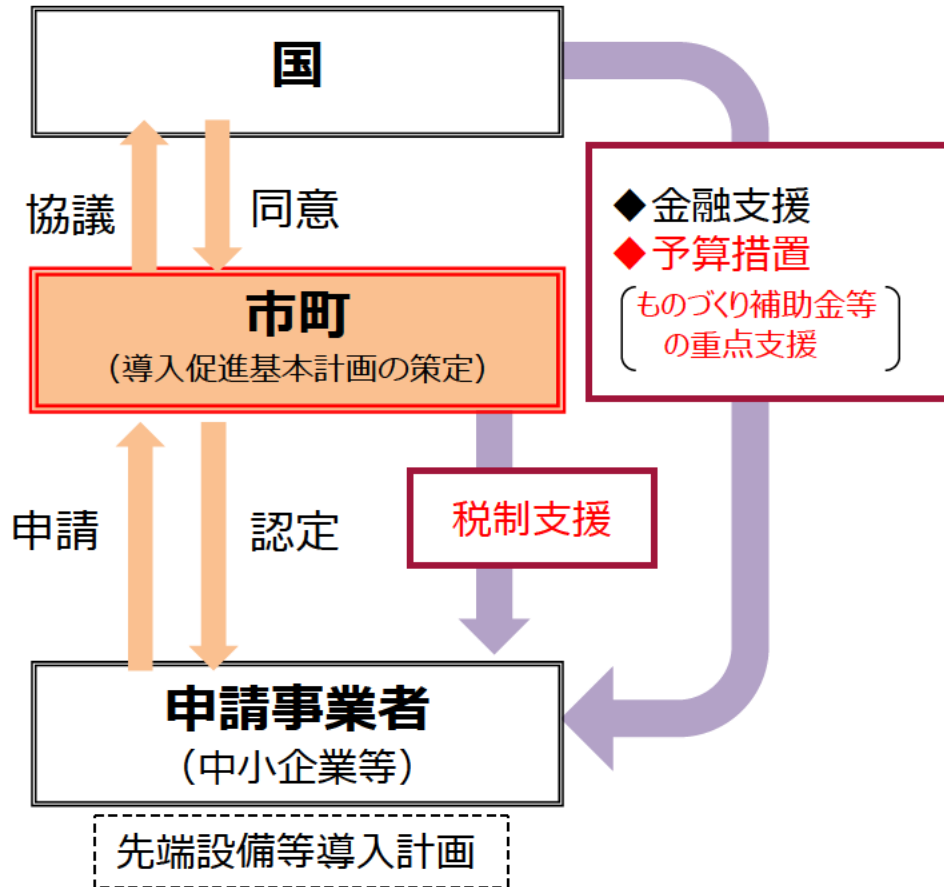 国
協議
同意
◆金融支援
◆予算措置
ものづくり補助金等
の重点支援
市町
（導入促進基本計画の策定）
申請
認定
税制支援
申請事業者
（中小企業等）
先端設備等導入計画